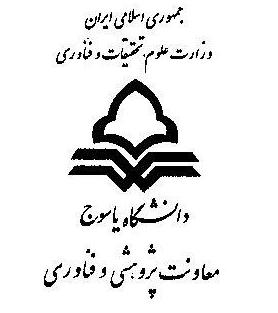 جمهوری اسلامی ایران
وزارت علوم، تحقیقات و فناوری
دانشگاه یاسوج
معاونت پژوهشی و فناوری